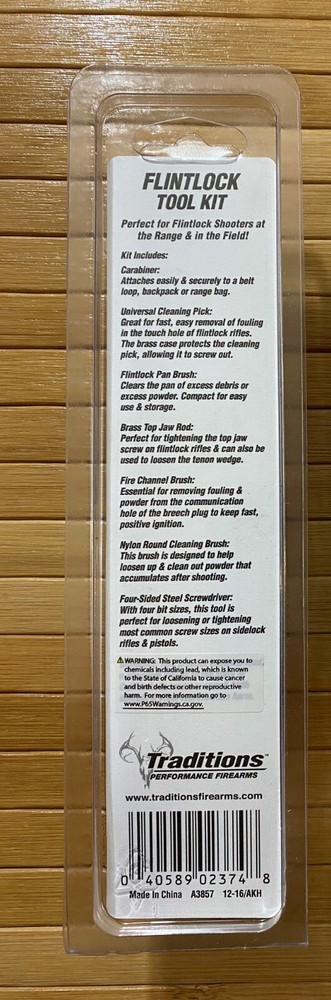 FLINTLOCK
TOOL KIT
Perfect for Flintlock Shooters at
the Range & in the Field!
Kit Includes:
Carabiner:
Attaches easily & securely to a belt
loop, backpack or range bag.
Universal Cleaning Pick:
Great for fast, easy removal of fouling
in the touch hole of flintlock rifles.
The brass case protects the cleaning
pick, allowing it to screw out.
Flintlock Pan Brush:
Clears the pan of excess debris or
excess powder. Compact for easy
use & storage.
Brass Top Jaw Rod:
Perfect for tightening the top jaw
screw on flintlock rifles & can also be
used to loosen the tenon wedge.
Fire Channel Brush:
Essential for removing fouling &
powder from the communication
hole of the breech plug to keep fast,
positive ignition.
Nylon Round Cleaning Brush:
This brush is designed to help
loosen up & clean out powder that
accumulates after shooting.
Four-Sided Steel Screwdriver:
With four bit sizes, this tool is
perfect for loosening or tightening
most common screw sizes on sidelock
rifles & pistols.
⚠WARNING: This product can expose you to
chemicals including lead, which is known
to the State of California to cause cancer
and birth defects or other reproductive
harm. For more information go to
www.P65Warnings.ca.gov.
Traditions™
PERFORMANCE FIREARMS
www.traditionsfirearms.com
0 40589 02374 8
Made In China A3857 12-16/AKH